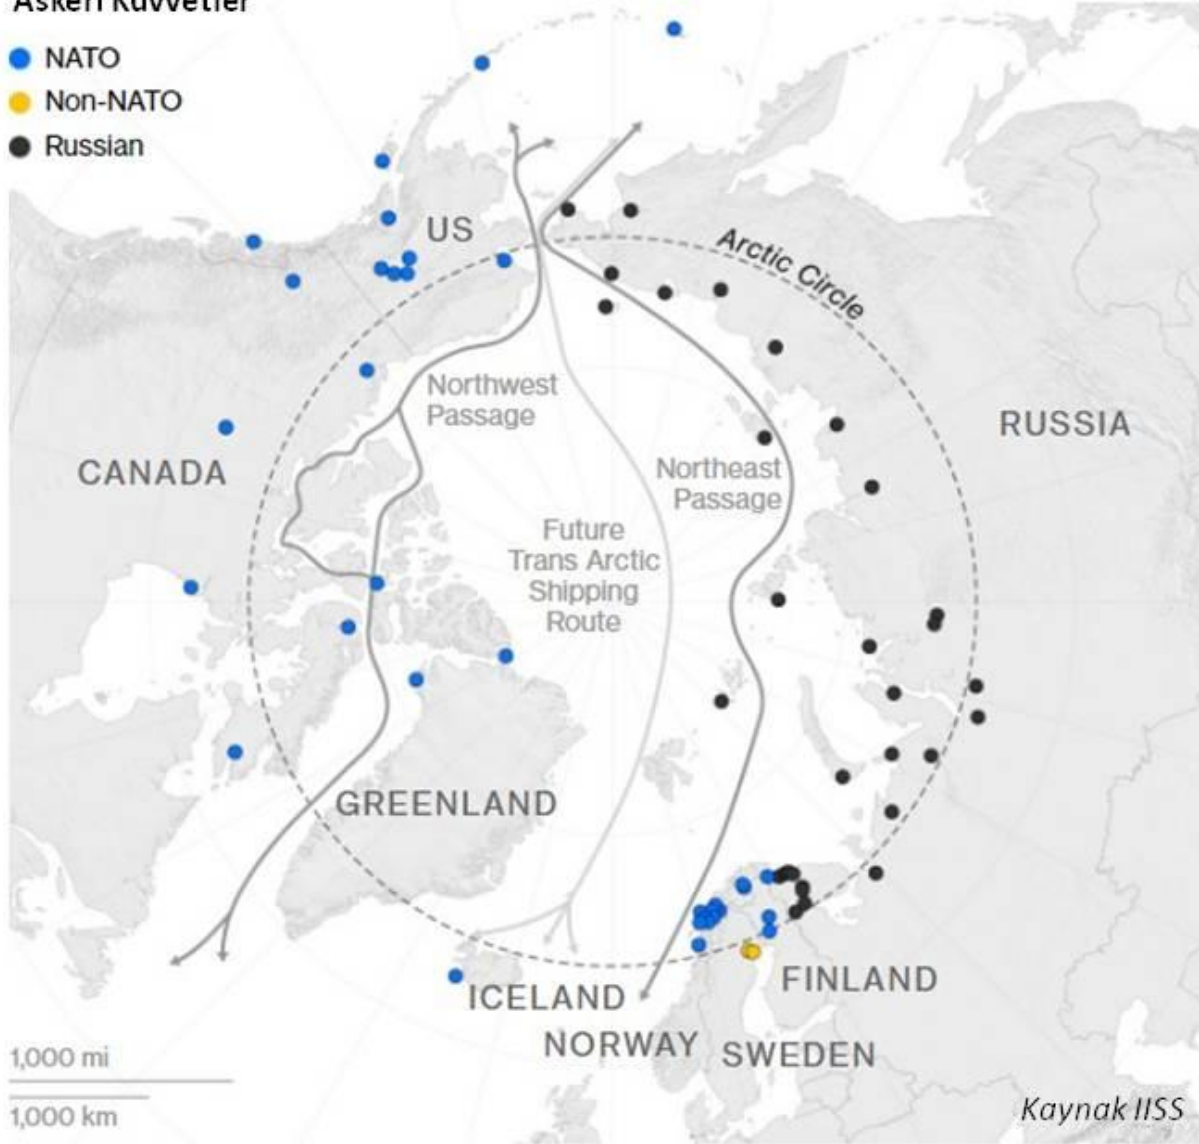 Askeri Kuvvetler
NATO
Non-NATO
Russian
US
Arctic Circle
Northwest
Passage
RUSSIA
CANADA
Northeast
Passage
Future
Trans Arctic
Shipping
Route
GREENLAND
FINLAND
ICELAND
NORWAY
SWEDEN
1,000 mi
1,000 km
Kaynak IISS